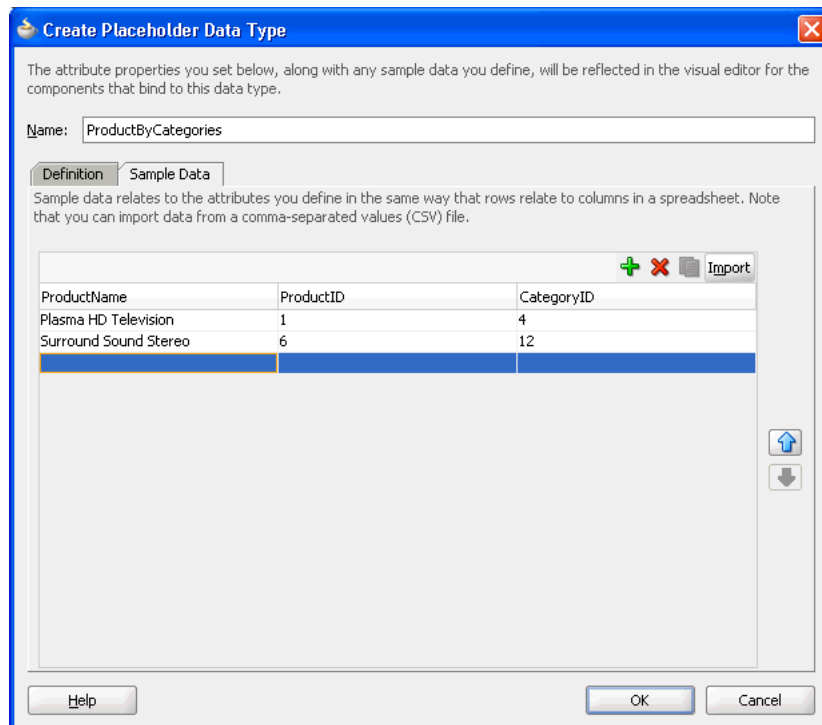 Create Placeholder Data Type
The attribute properties you set below, along with any sample data you define, will be reflected in the visual editor for the
components that bind to this data type.
Name: ProductByCategories
Definition Sample Data
Sample data relates to the attributes you define in the same way that rows relate to columns in a spreadsheet. Note
that you can import data from a comma-separated values (CSV) file.
Import
ProductName ProductID CategoryID
Plasma HD Television 1 4
Surround Sound Stereo 6 12
Help OK Cancel